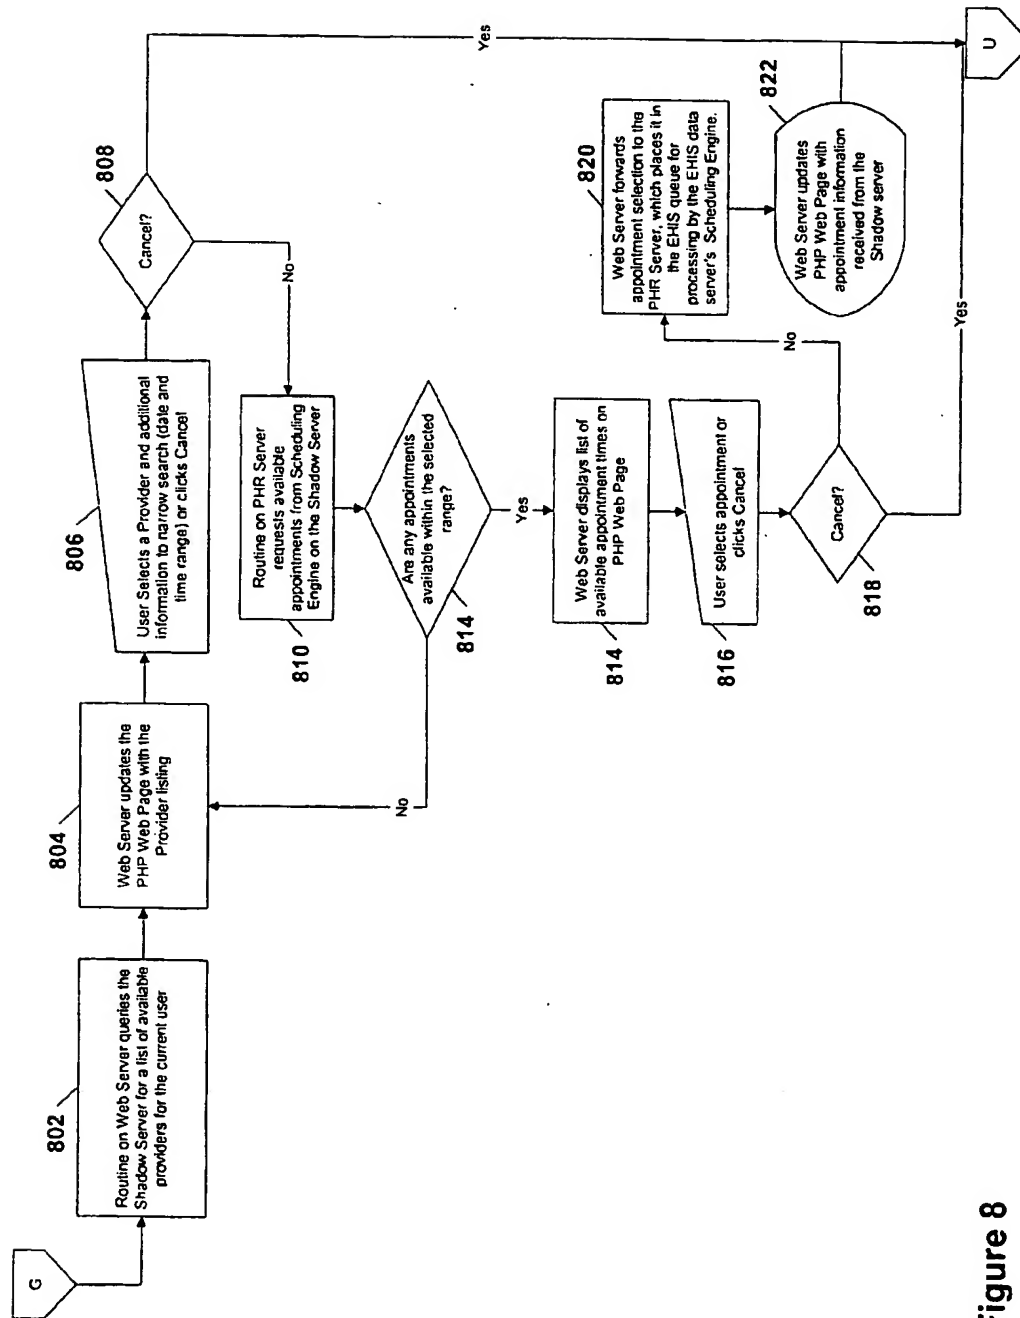 G
802
Routine on Web Server queries the
Shadow Server for a list of available
providers for the current user
804
Web Server updates the
PHP Web Page with the
Provider listing
806
User Selects a Provider and additional
information to narrow search (date and
time range) or clicks Cancel
808
Cancel?
Yes
No
810
Routine on PHR Server
requests available
appointments from Scheduling
Engine on the Shadow Server
Are any appointments
available within the selected
range?
814
No
Yes
Web Server displays list of
available appointment times on
PHP Web Page
814
User selects appointment or
clicks Cancel
816
Cancel?
818
No
Yes
820
Web Server forwards
appointment selection to the
PHR Server, which places it in
the EHIS queue for
processing by the EHIS data
server's Scheduling Engine.
822
Web Server updates
PHP Web Page with
appointment information
received from the
Shadow server
U
Figure 8